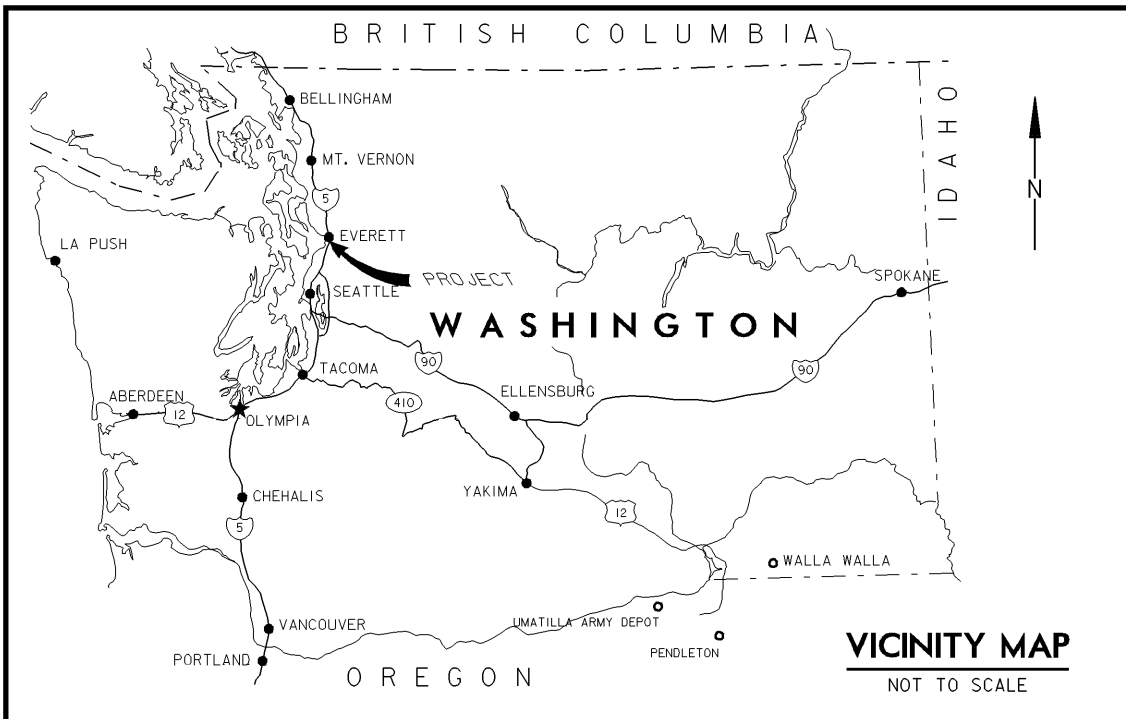 BRITISH COLUMBIA
BELLINGHAM
IDAHO
MT. VERNON
N
5
EVERETT
LA PUSH
PROJECT
SPOKANE
SEATTLE
WASHINGTON
90
TACOMA
90
ELLENSBURG
ABERDEEN
410
12
OLYMPIA
YAKIMA
CHEHALIS
12
5
WALLA WALLA
UMATILLA ARMY DEPOT
VANCOUVER
PENDLETON
VICINITY MAP
PORTLAND
OREGON
NOT TO SCALE